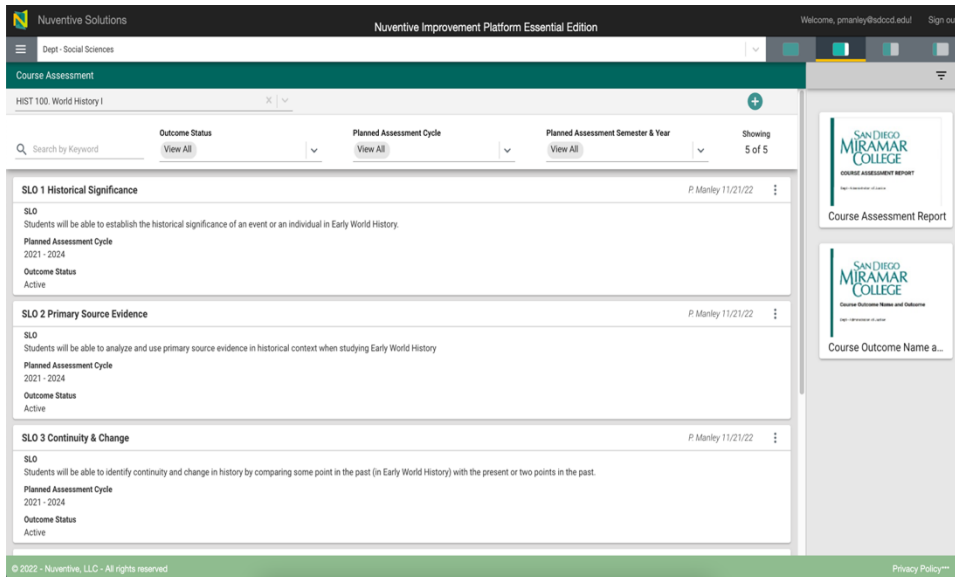 Nuventive Solutions
Nuventive Improvement Platform Essential Edition
Welcome, pmanley@sdccd.edu! Sign ou
Dept - Social Sciences
Course Assessment
HIST 100. World History I
Search by Keyword
Outcome Status
View All
Planned Assessment Cycle
View All
Planned Assessment Semester & Year
View All
Showing
5 of 5
SLO 1 Historical Significance P. Manley 11/21/22
SLO
Students will be able to establish the historical significance of an event or an individual in Early World History.
Planned Assessment Cycle
2021 - 2024
Outcome Status
Active
SLO 2 Primary Source Evidence P. Manley 11/21/22
SLO
Students will be able to analyze and use primary source evidence in historical context when studying Early World History
Planned Assessment Cycle
2021 - 2024
Outcome Status
Active
SLO 3 Continuity & Change P. Manley 11/21/22
SLO
Students will be able to identify continuity and change in history by comparing some point in the past (in Early World History) with the present or two points in the past.
Planned Assessment Cycle
2021 - 2024
Outcome Status
Active
SAN DIEGO
MIRAMAR
COLLEGE
COURSE ASSESSMENT REPORT
Course Assessment Report
SAN DIEGO
MIRAMAR
COLLEGE
Course Outcome Name and Outcome
Course Outcome Name a...
© 2022 - Nuventive, LLC - All rights reserved
Privacy Policy